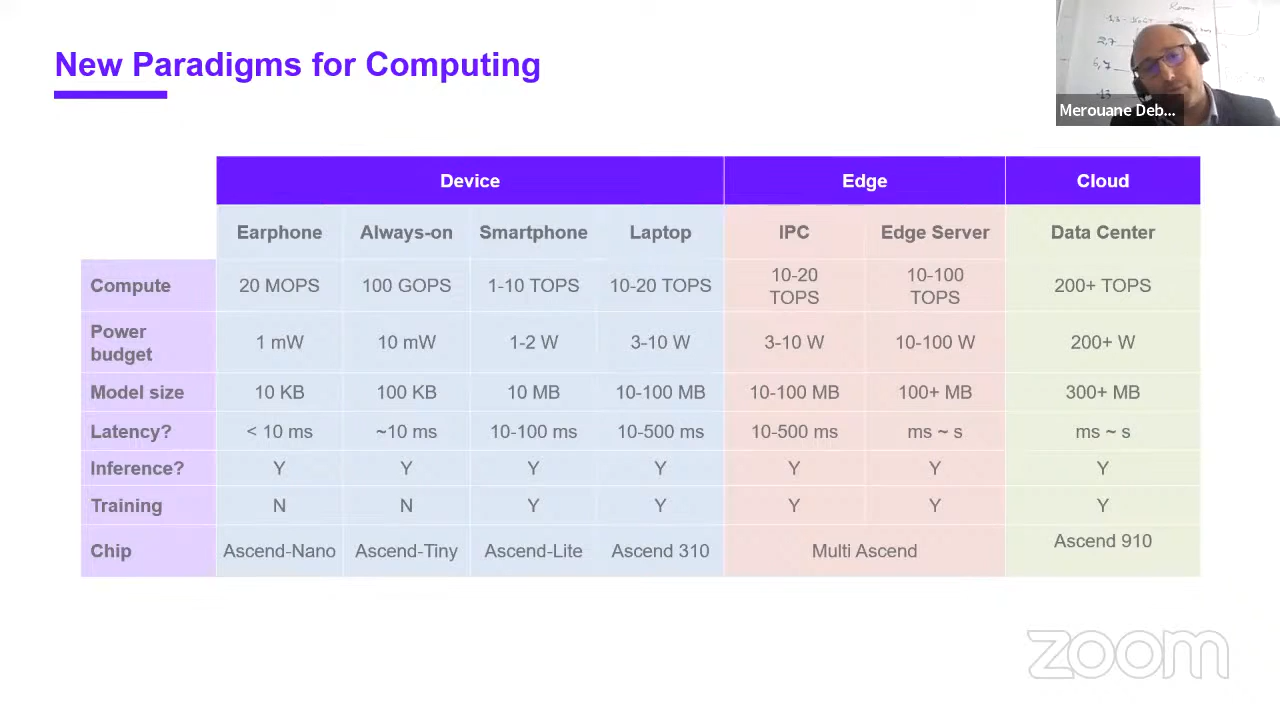 New Paradigms for Computing
Merouane Deb...
2,7
6,7
Device Edge Cloud
Earphone Always-on Smartphone Laptop IPC Edge Server Data Center
Compute 20 MOPS 100 GOPS 1-10 TOPS 10-20 TOPS 10-20 TOPS 10-100 TOPS 200+ TOPS
Power budget 1 mW 10 mW 1-2 W 3-10 W 3-10 W 10-100 W 200+ W
Model size 10 KB 100 KB 10 MB 10-100 MB 10-100 MB 100+ MB 300+ MB
Latency? < 10 ms ~10 ms 10-100 ms 10-500 ms 10-500 ms ms ~ s ms ~ s
Inference? Y Y Y Y Y Y Y
Training N N Y Y Y Y Y
Chip Ascend-Nano Ascend-Tiny Ascend-Lite Ascend 310 Multi Ascend Ascend 910
zoom